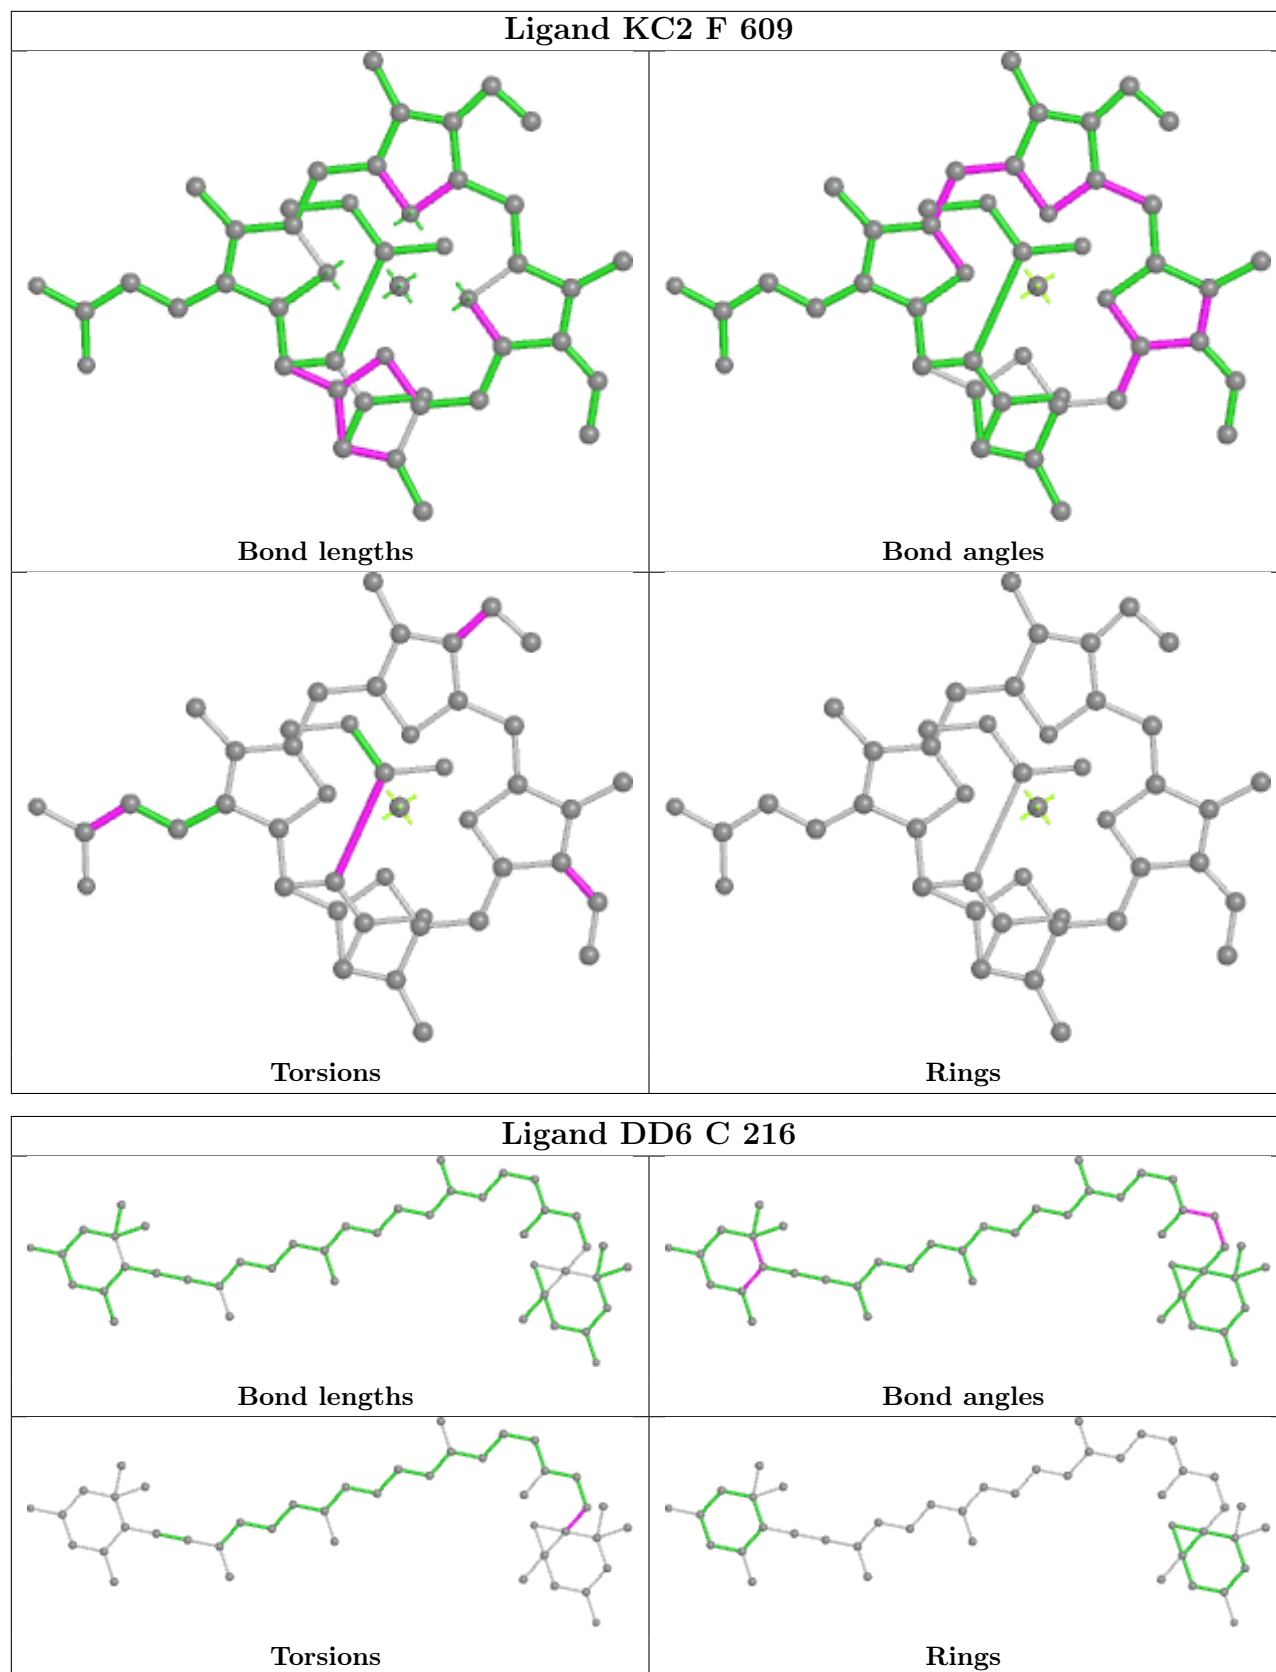 Ligand KC2 F 609
Bond lengths
Bond angles
Torsions
Rings
Ligand DD6 C 216
Bond lengths
Bond angles
Torsions
Rings